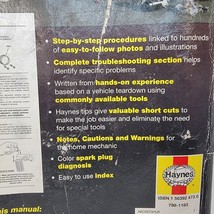 • Step-by-step procedures linked to hundreds
of easy-to-follow photos and illustrations
• Complete troubleshooting section helps
identify specific problems
• Written from hands-on experience
based on a vehicle teardown using
commonly available tools
• Haynes tips give valuable short cuts to
make the job easier and eliminate the need
for special tools
• Notes, Cautions and Warnings for
the home mechanic
• Color spark plug
diagnosis
• Easy to use index
Haynes
this manual: